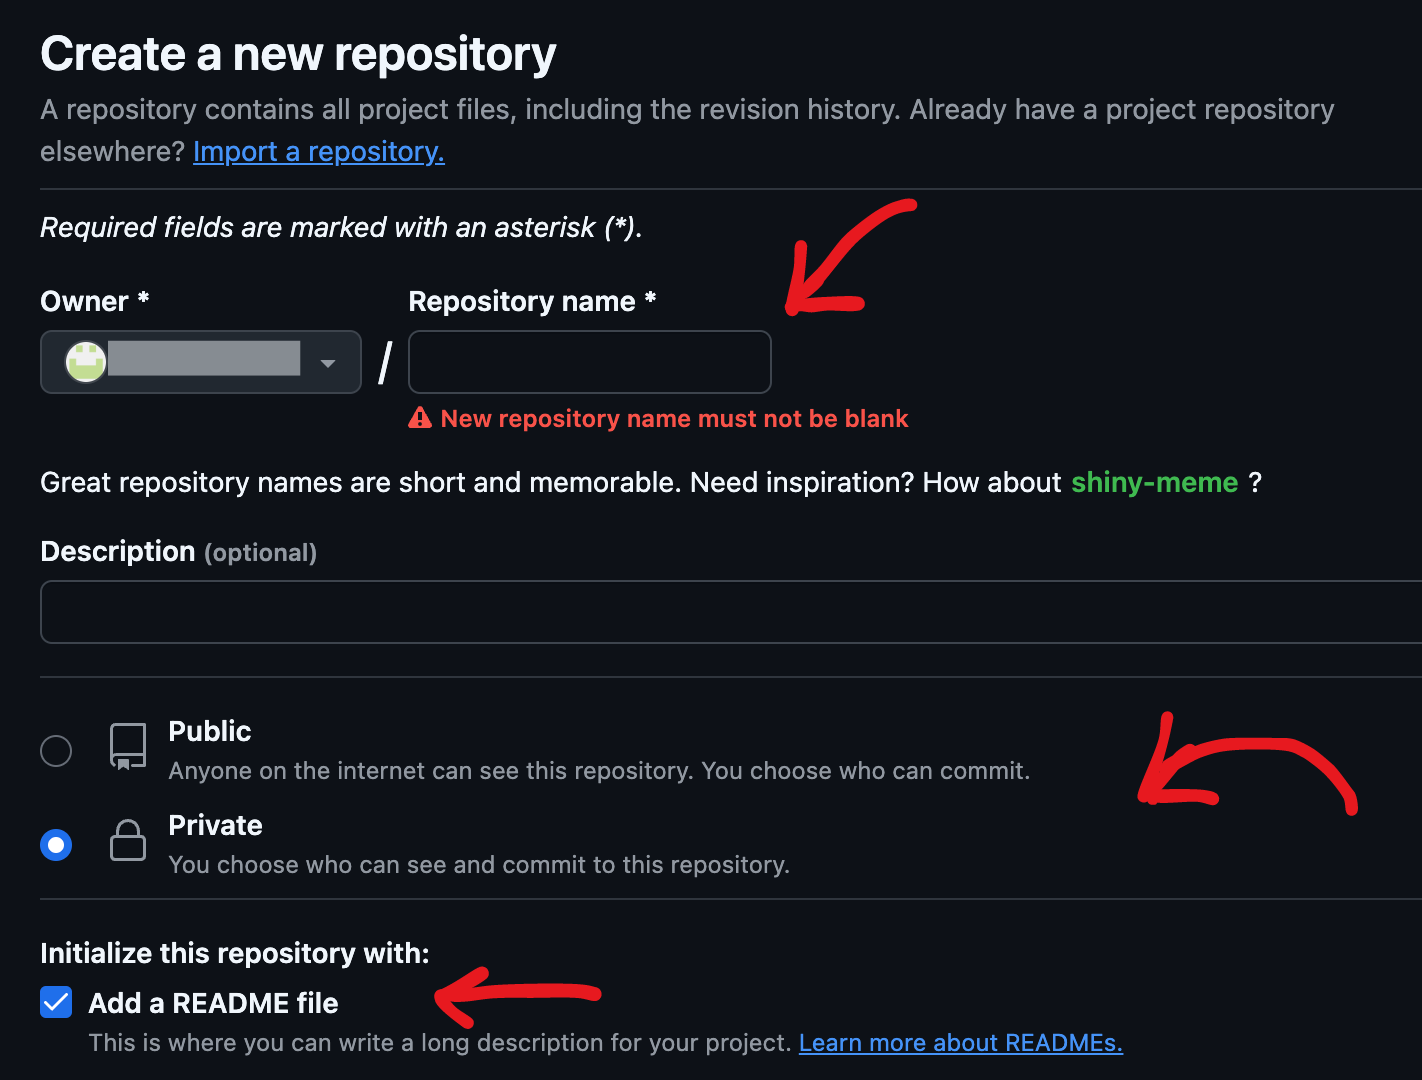 Create a new repository
A repository contains all project files, including the revision history. Already have a project repository
elsewhere? Import a repository.
Required fields are marked with an asterisk (*).
Owner *
Repository name *
/
New repository name must not be blank
Great repository names are short and memorable. Need inspiration? How about shiny-meme ?
Description (optional)
Public
Anyone on the internet can see this repository. You choose who can commit.
Private
You choose who can see and commit to this repository.
Initialize this repository with:
Add a README file
This is where you can write a long description for your project. Learn more about READMEs.